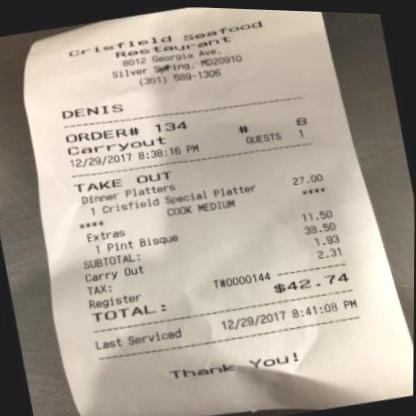 Crisfield Seafood
Restaurant
8012 Georgia Ave.
Silver Spring, MD20910
(301) 589-1306
DENIS
ORDER# 134 # 8
Carryout GUESTS 1
12/29/2017 8:38:16 PM
TAKE OUT
Dinner Platters
1 Crisfield Special Platter 27.00
**** COOK MEDIUM ****
Extras
1 Pint Bisque 11.50
SUBTOTAL: 38.50
Carry Out 1.93
TAX: 2.31
Register T#0000144
TOTAL: $42.74
Last Serviced 12/29/2017 8:41:08 PM
Thank You!